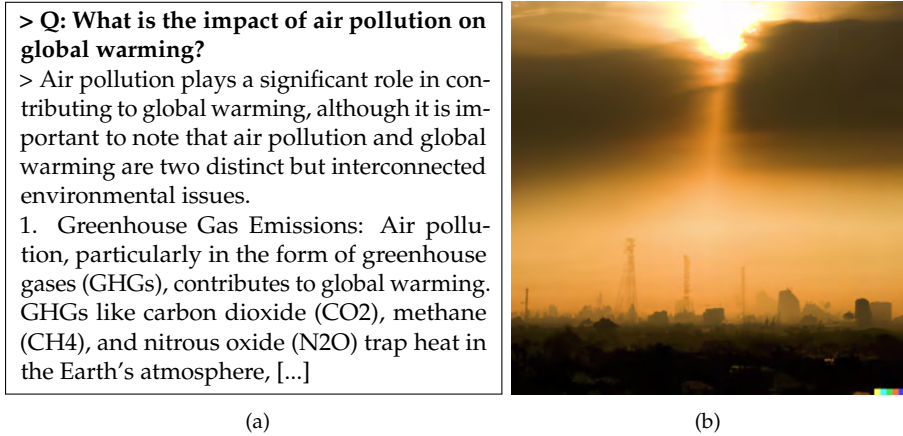 > Q: What is the impact of air pollution on
global warming?
> Air pollution plays a significant role in con-
tributing to global warming, although it is im-
portant to note that air pollution and global
warming are two distinct but interconnected
environmental issues.
1. Greenhouse Gas Emissions: Air pollu-
tion, particularly in the form of greenhouse
gases (GHGs), contributes to global warming.
GHGs like carbon dioxide (CO2), methane
(CH4), and nitrous oxide (N2O) trap heat in
the Earth's atmosphere, [...]
(a)
(b)